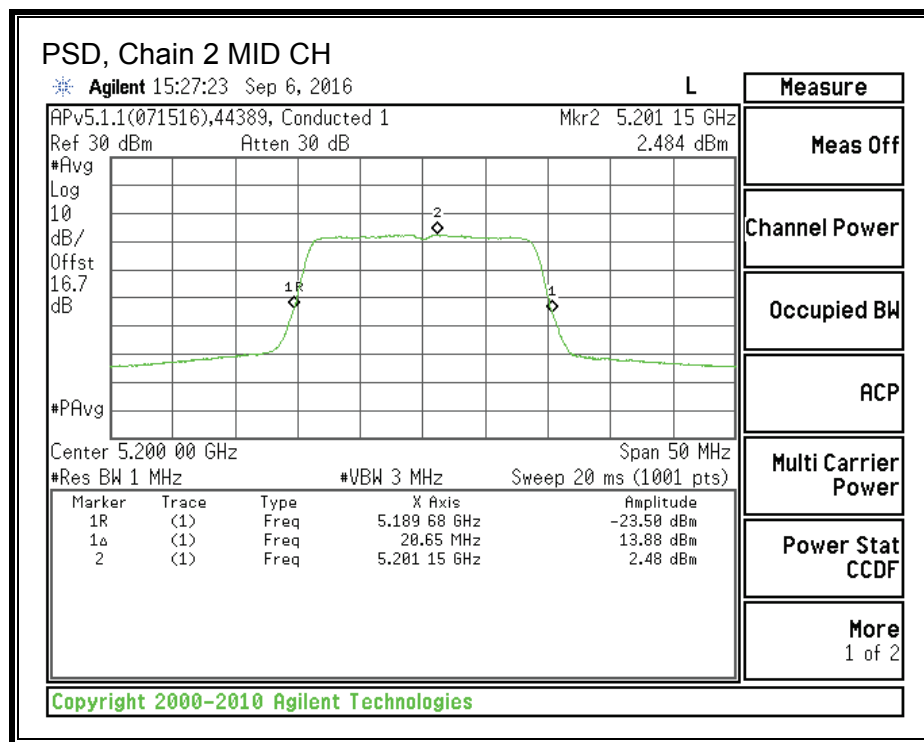 PSD, Chain 2 MID CH
Agilent 15:27:23 Sep 6, 2016 L
Measure
APv5.1.1(071516),44389, Conducted 1 Mkr2 5.201 15 GHz
Ref 30 dBm Atten 30 dB 2.484 dBm
Meas Off
#Avg
Log
10
dB/
Offst
16.7
dB
2
1R
1
#PAvg
Channel Power
Occupied BW
ACP
Center 5.200 00 GHz Span 50 MHz
#Res BW 1 MHz #VBW 3 MHz Sweep 20 ms (1001 pts)
Multi Carrier
Power
Marker Trace Type X Axis Amplitude
1R (1) Freq 5.189 68 GHz -23.50 dBm
1Δ (1) Freq 20.65 MHz 13.88 dBm
2 (1) Freq 5.201 15 GHz 2.48 dBm
Power Stat
CCDF
More
1 of 2
Copyright 2000-2010 Agilent Technologies